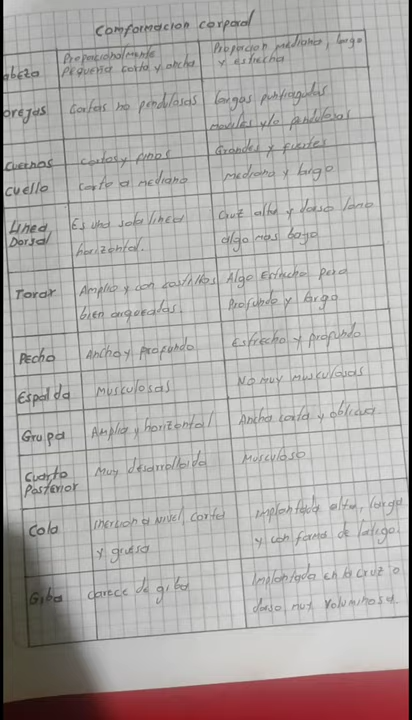 Comformacion corporal
abeza Proporcionalmente Pequeña corta y ancha Proporcion mediana, larga y estrecha
orejas Cortas no pendulosas largas puntiagudas moviles y/o pendulosas
cuernos cortos y finos Grandes y fuertes
cuello corto a mediano mediano y largo
Linea Dorsal Es una sola linea horizontal. Cruz alta y dorso lomo algo mas bajo
Torax Amplio y con costillas bien arqueadas. Algo Estrecho pero Profundo y largo
Pecho Ancho y profundo Estrecho y profundo
Espalda musculosas No muy musculosas
Grupa Amplia y horizontal Ancha corta y oblicua
Cuarto Posterior Muy desarrollado Musculoso
Cola insercion a nivel, corta y gruesa implantada alta, larga y con forma de latego.
Giba carece de giba Implantada en la cruz o dorso, muy voluminosa.